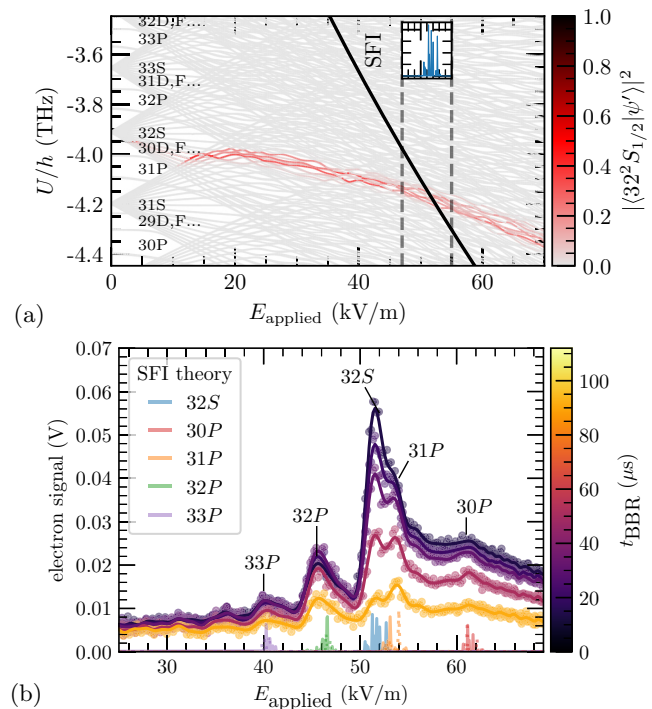 32D,F...
33P
33S
31D,F...
32P
32S
30D,F...
31P
31S
29D,F...
30P
SFI
-3.6
-3.8
-4.0
-4.2
-4.4
U/h (THz)
0 20 40 60
E_applied (kV/m)
1.0
0.8
0.6
0.4
0.2
0.0
|⟨32²S_{1/2}|ψ′⟩|²
(a)
0.07
0.06
0.05
0.04
0.03
0.02
0.01
0.00
electron signal (V)
SFI theory
32S
30P
31P
32P
33P
32S
31P
30P
32P
33P
30 40 50 60
E_applied (kV/m)
100
80
60
40
20
0
t_BBR (μs)
(b)